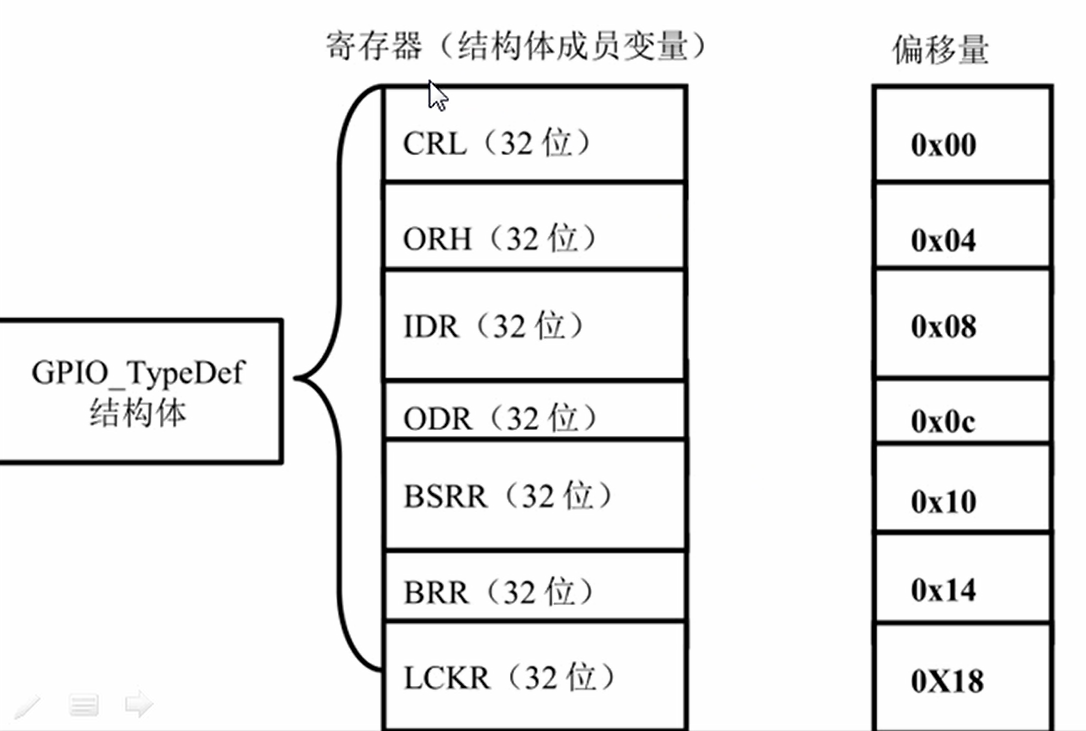 寄存器（结构体成员变量） 偏移量
CRL（32 位） 0x00
ORH（32 位） 0x04
IDR（32 位） 0x08
GPIO_TypeDef
结构体
ODR（32 位） 0x0c
BSRR（32 位） 0x10
BRR（32 位） 0x14
LCKR（32 位） 0X18